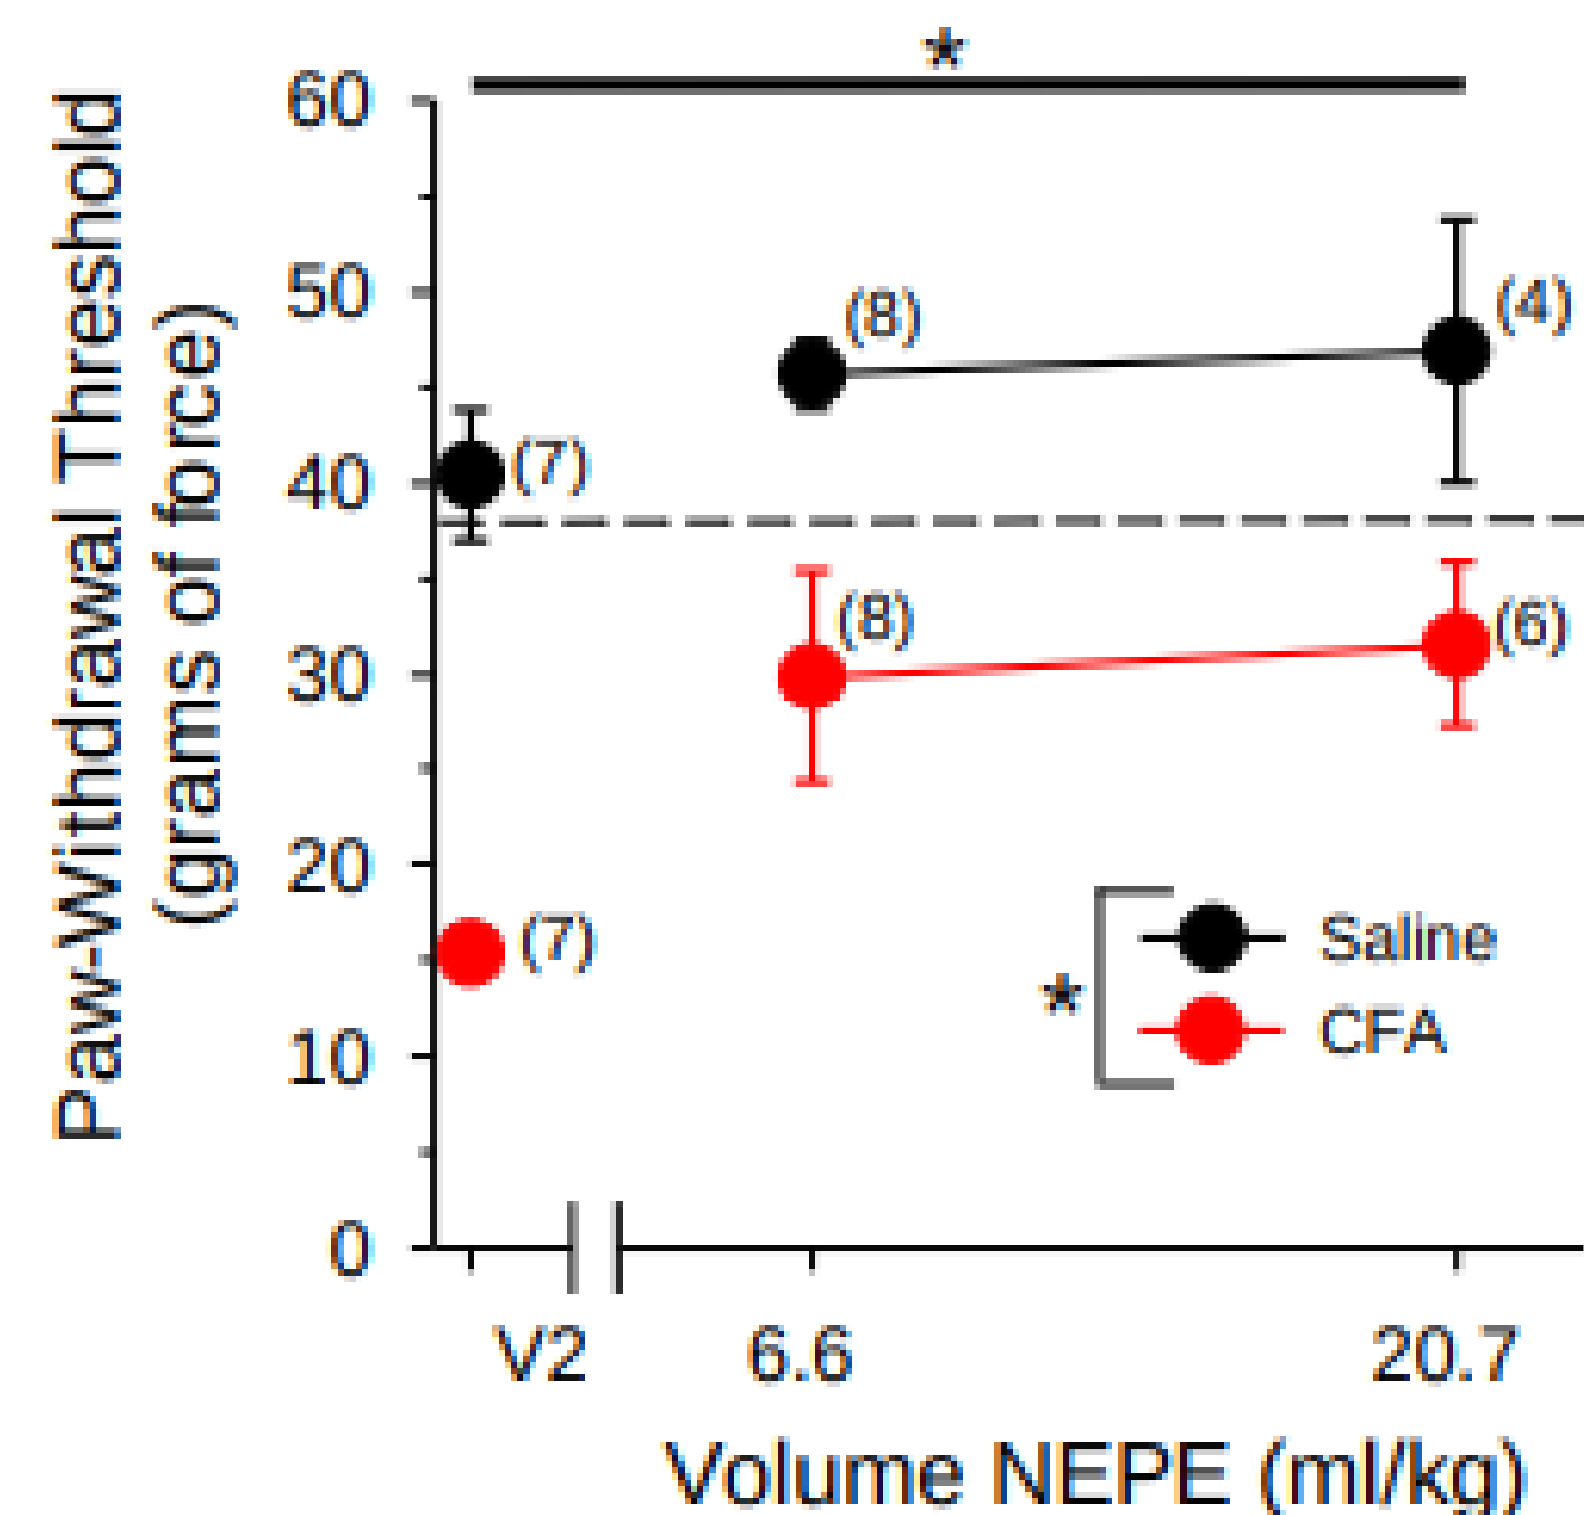 *
Paw-Withdrawal Threshold
(grams of force)
60
50
40
30
20
10
0
(8)
(4)
(7)
(8)
(6)
(7)
*
Saline
CFA
V2
6.6
20.7
Volume NEPE (ml/kg)